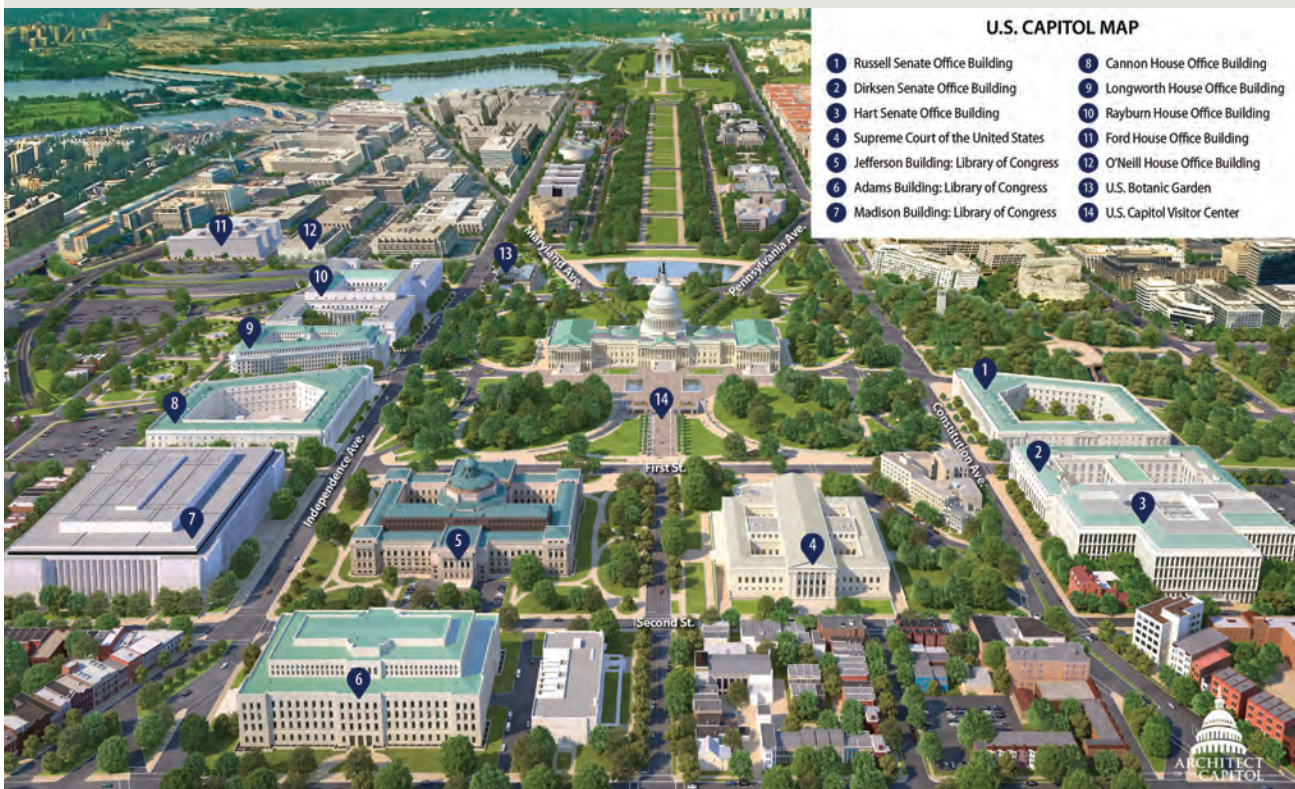 U.S. CAPITOL MAP
1 Russell Senate Office Building
2 Dirksen Senate Office Building
3 Hart Senate Office Building
4 Supreme Court of the United States
5 Jefferson Building: Library of Congress
6 Adams Building: Library of Congress
7 Madison Building: Library of Congress
8 Cannon House Office Building
9 Longworth House Office Building
10 Rayburn House Office Building
11 Ford House Office Building
12 O'Neill House Office Building
13 U.S. Botanic Garden
14 U.S. Capitol Visitor Center
11
12
13
Maryland Ave.
Pennsylvania Ave.
10
9
8
14
1
Constitution Ave.
Independence Ave.
First St.
2
3
7
5
4
Second St.
6
ARCHITECT
OF THE
CAPITOL